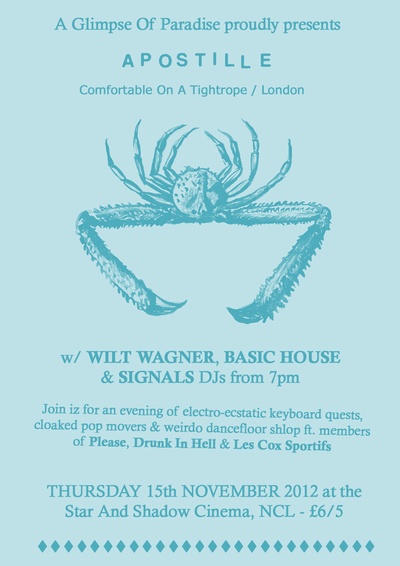 A Glimpse Of Paradise proudly presents
APOSTILLE
Comfortable On A Tightrope / London
w/ WILT WAGNER, BASIC HOUSE
& SIGNALS DJs from 7pm
Join iz for an evening of electro-ecstatic keyboard quests,
cloaked pop movers & weirdo dancefloor shlop ft. members
of Please, Drunk In Hell & Les Cox Sportifs
THURSDAY 15th NOVEMBER 2012 at the
Star And Shadow Cinema, NCL - £6/5